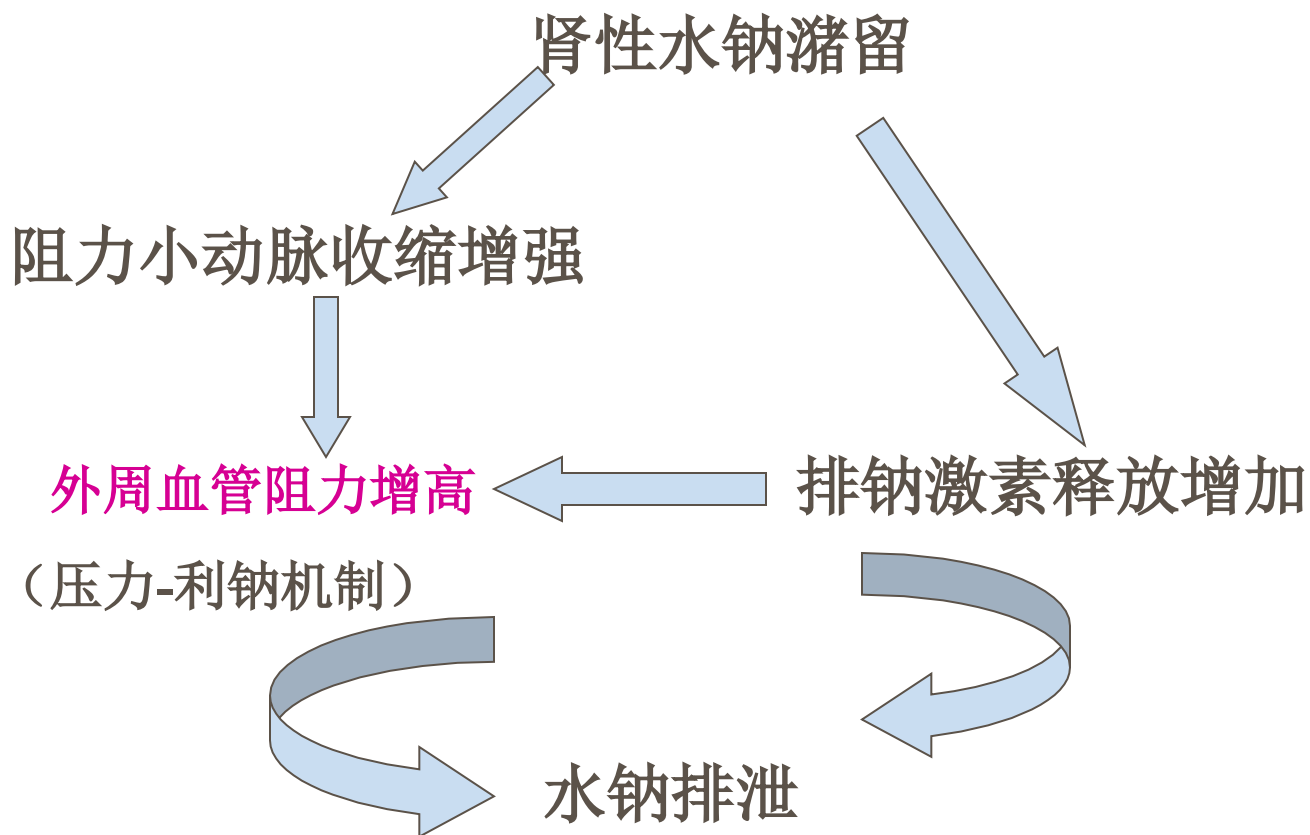 肾性水钠潴留
阻力小动脉收缩增强
外周血管阻力增高
排钠激素释放增加
（压力-利钠机制）
水钠排泄